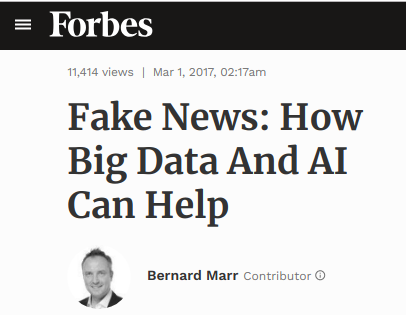 Forbes
11,414 views | Mar 1, 2017, 02:17am
Fake News: How
Big Data And AI
Can Help
Bernard Marr Contributor